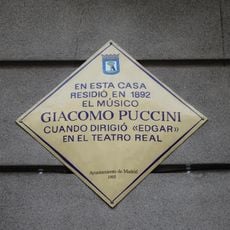 EN ESTA CASA
RESIDIÓ EN 1892
EL MÚSICO
GIACOMO PUCCINI
CUANDO DIRIGIÓ «EDGAR»
EN EL TEATRO REAL
Ayuntamiento de Madrid